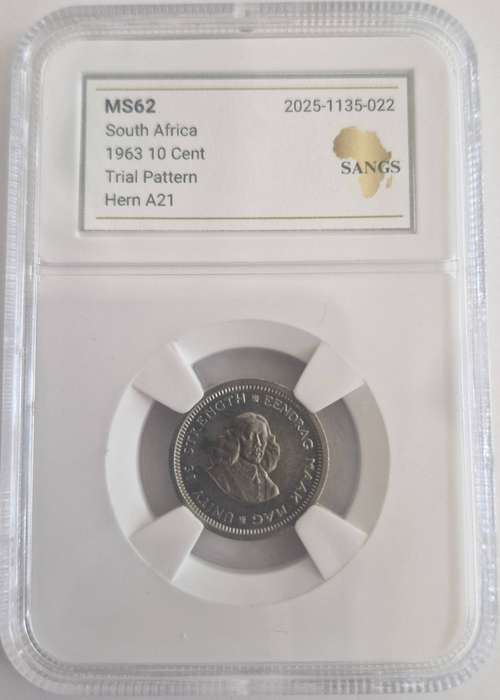 MS62
2025-1135-022
South Africa
1963 10 Cent
Trial Pattern
Hern A21
SANGS
UNITY IS STRENGTH EENDRAG MAAK MAG